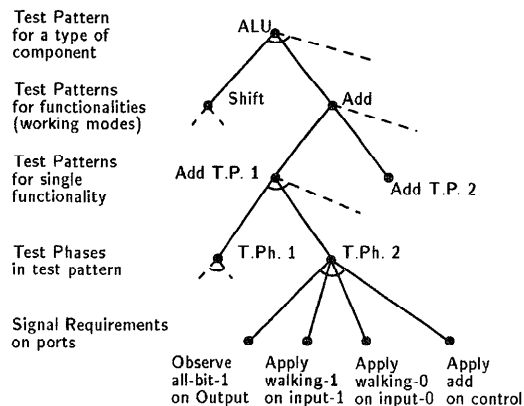 Test Pattern
for a type of
component
ALU
Test Patterns
for functionalities
(working modes)
Shift
Add
Test Patterns
for single
functionality
Add T.P. 1
Add T.P. 2
Test Phases
in test pattern
T.Ph. 1
T.Ph. 2
Signal Requirements
on ports
Observe
all-bit-1
on Output
Apply
walking-1
on input-1
Apply
walking-0
on input-0
Apply
add
on control